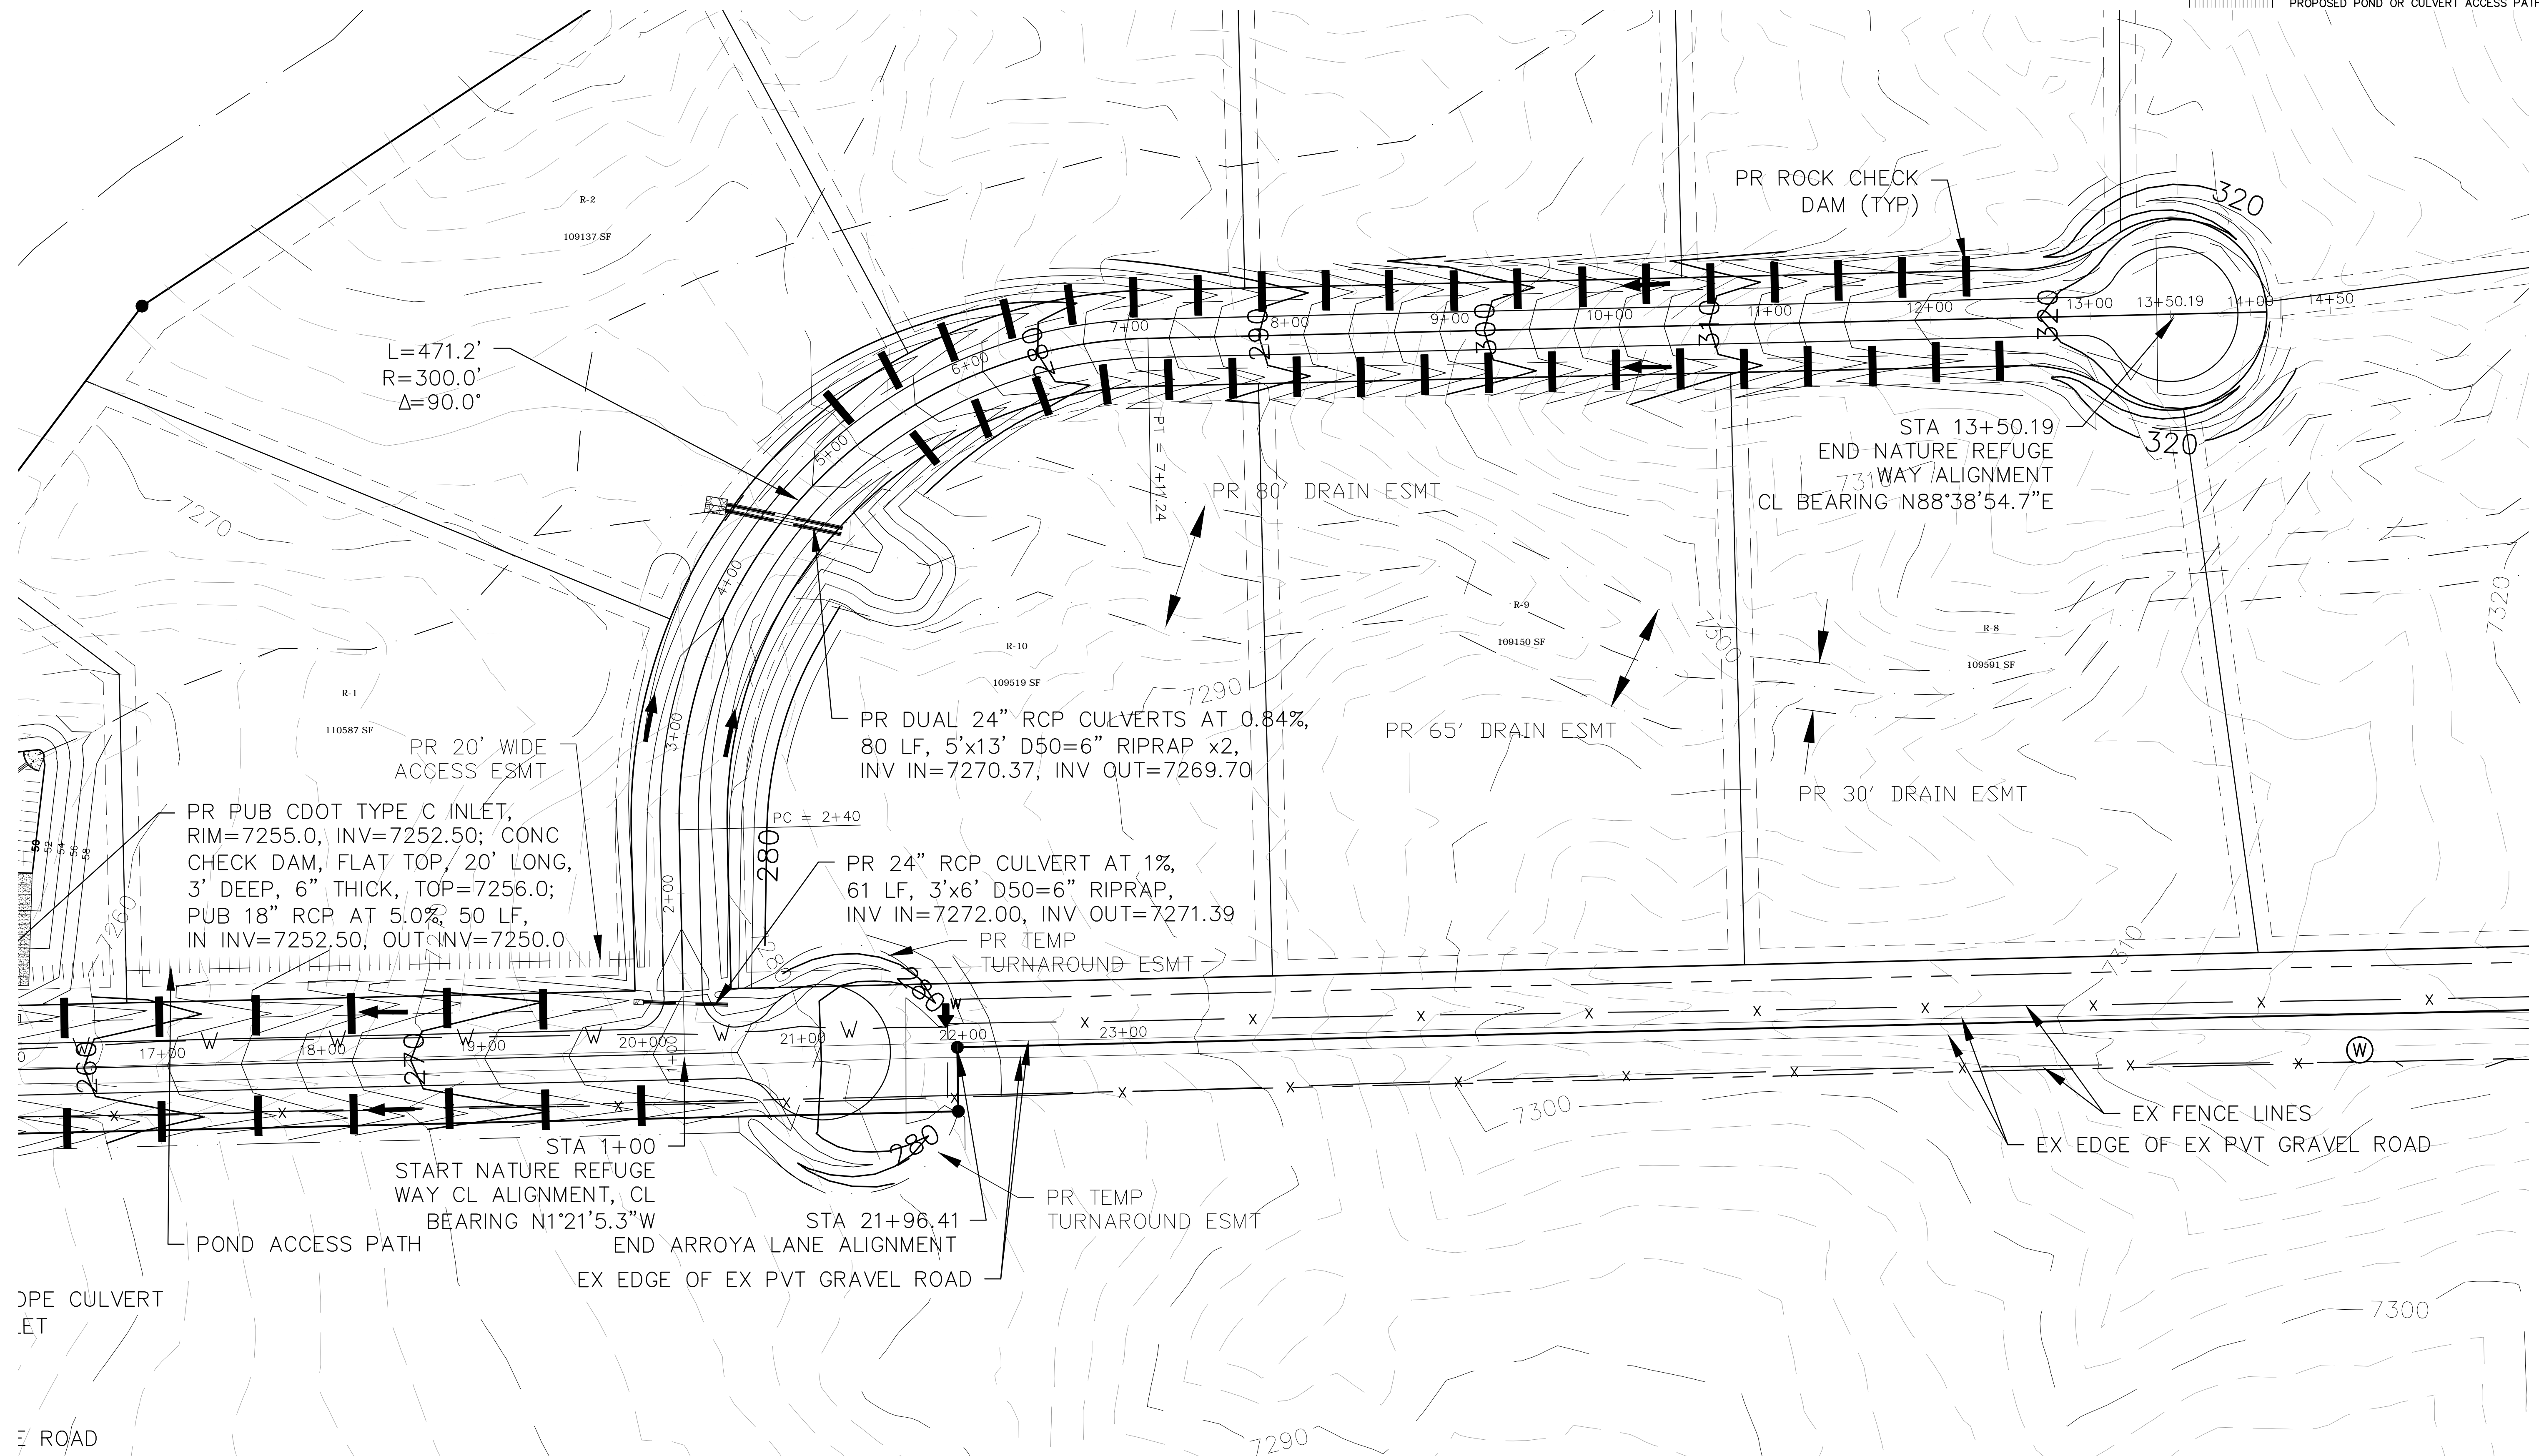 PROPOSED POND OR CULVERT ACCESS PATH
R-2
109137 SF
L=471.2'
R=300.0'
Δ=90.0°
PR ROCK CHECK
DAM (TYP)
320
320
320
280
290
300
310
5+00
6+00
7+00
8+00
9+00
10+00
11+00
12+00
13+00
13+50.19
14+00
14+50
STA 13+50.19
END NATURE REFUGE
WAY ALIGNMENT
CL BEARING N88°38'54.7"E
7310
PT = 7+11.24
PR 80' DRAIN ESMT
7270
4+00
3+00
2+00
1+00
R-10
109519 SF
R-9
109150 SF
R-8
109591 SF
7300
7320
7290
PR 65' DRAIN ESMT
PR 30' DRAIN ESMT
R-1
110587 SF
PR 20' WIDE
ACCESS ESMT
PR DUAL 24" RCP CULVERTS AT 0.84%,
80 LF, 5'x13' D50=6" RIPRAP x2,
INV IN=7270.37, INV OUT=7269.70
PR PUB CDOT TYPE C INLET,
RIM=7255.0, INV=7252.50; CONC
CHECK DAM, FLAT TOP, 20' LONG,
3' DEEP, 6" THICK, TOP=7256.0;
PUB 18" RCP AT 5.0%, 50 LF,
IN INV=7252.50, OUT INV=7250.0
50
52
54
56
58
7260
PC = 2+40
280
PR 24" RCP CULVERT AT 1%,
61 LF, 3'x6' D50=6" RIPRAP,
INV IN=7272.00, INV OUT=7271.39
PR TEMP
TURNAROUND ESMT
280
7310
W W W W W W W
17+00
18+00
19+00
20+00
21+00
22+00
23+00
260
270
X X X X X X X X X
X X X X X X X X X X X X X X
W
7300
EX FENCE LINES
EX EDGE OF EX PVT GRAVEL ROAD
STA 1+00
START NATURE REFUGE
WAY CL ALIGNMENT, CL
BEARING N1°21'5.3"W
280
PR TEMP
TURNAROUND ESMT
STA 21+96.41
END ARROYA LANE ALIGNMENT
EX EDGE OF EX PVT GRAVEL ROAD
POND ACCESS PATH
OPE CULVERT
LET
7300
7290
E ROAD